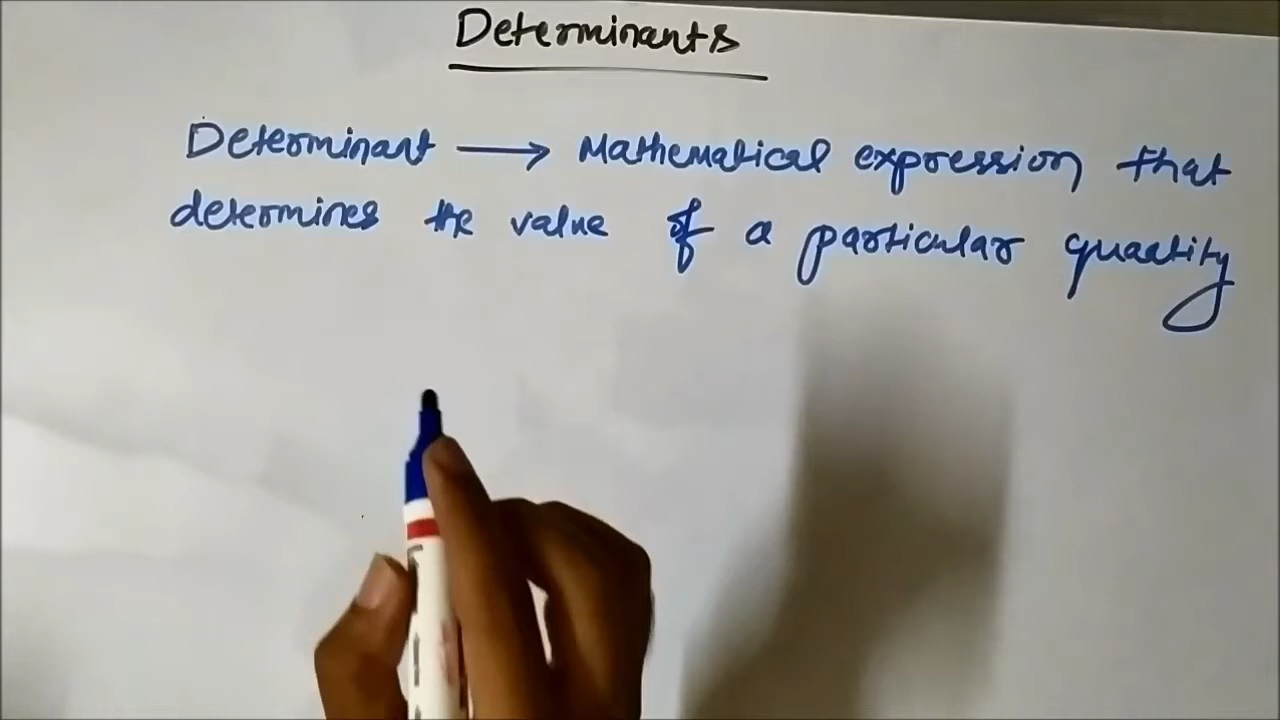 Determinants
Determinant → Mathematical expression that
determines the value of a particular quantity